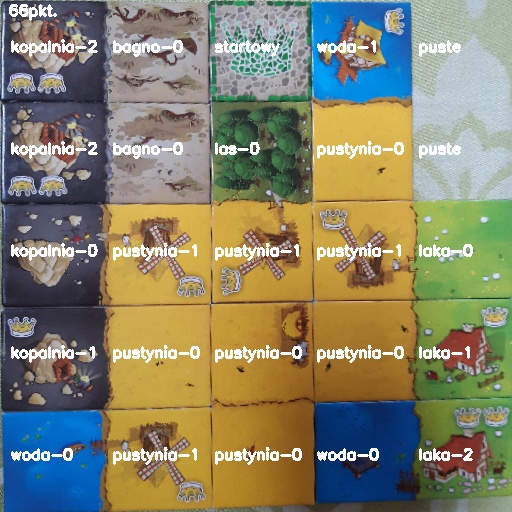 66pkt.
kopalnia-2 bagno-0 startowy woda-1 puste
kopalnia-2 bagno-0 las-0 pustynia-0 puste
kopalnia-0 pustynia-1 pustynia-1 pustynia-1 laka-0
kopalnia-1 pustynia-0 pustynia-0 pustynia-0 laka-1
woda-0 pustynia-1 pustynia-0 woda-0 laka-2